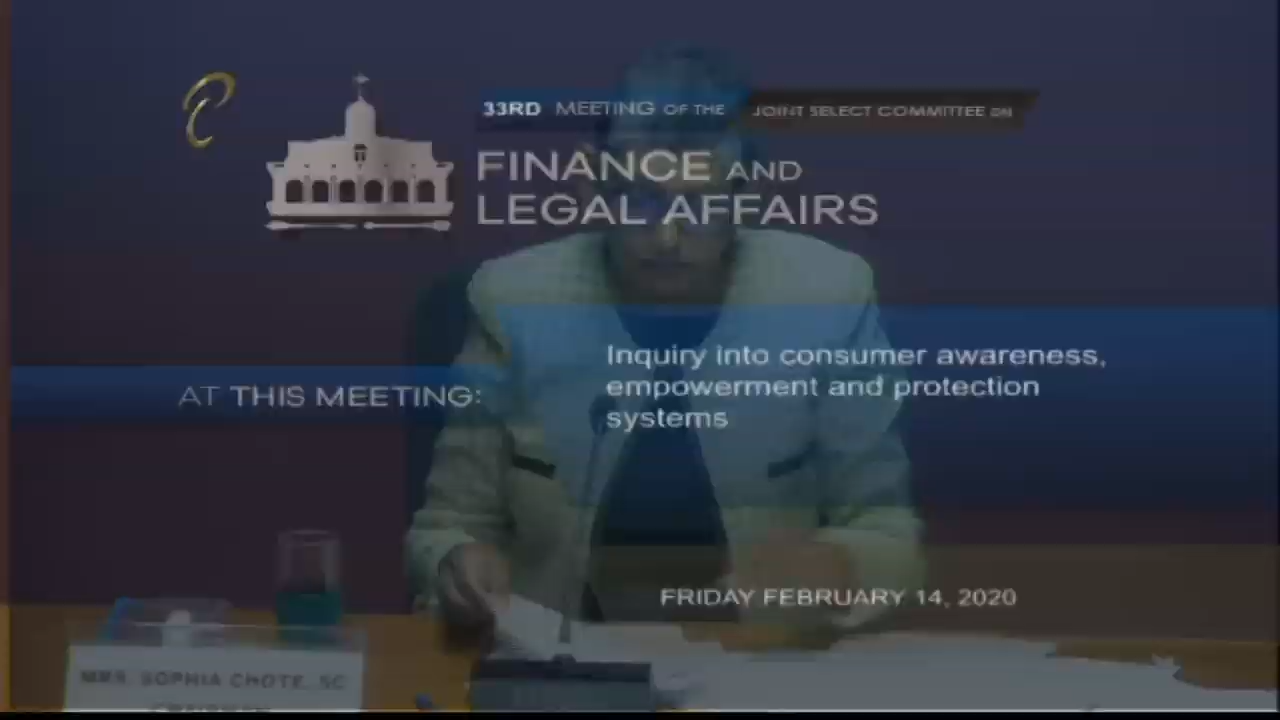 33RD MEETING OF THE JOINT SELECT COMMITTEE ON
FINANCE AND
LEGAL AFFAIRS
AT THIS MEETING:
Inquiry into consumer awareness,
empowerment and protection
systems
FRIDAY FEBRUARY 14, 2020
MRS. SOPHIA CHOTE, SC
CHAIRMAN